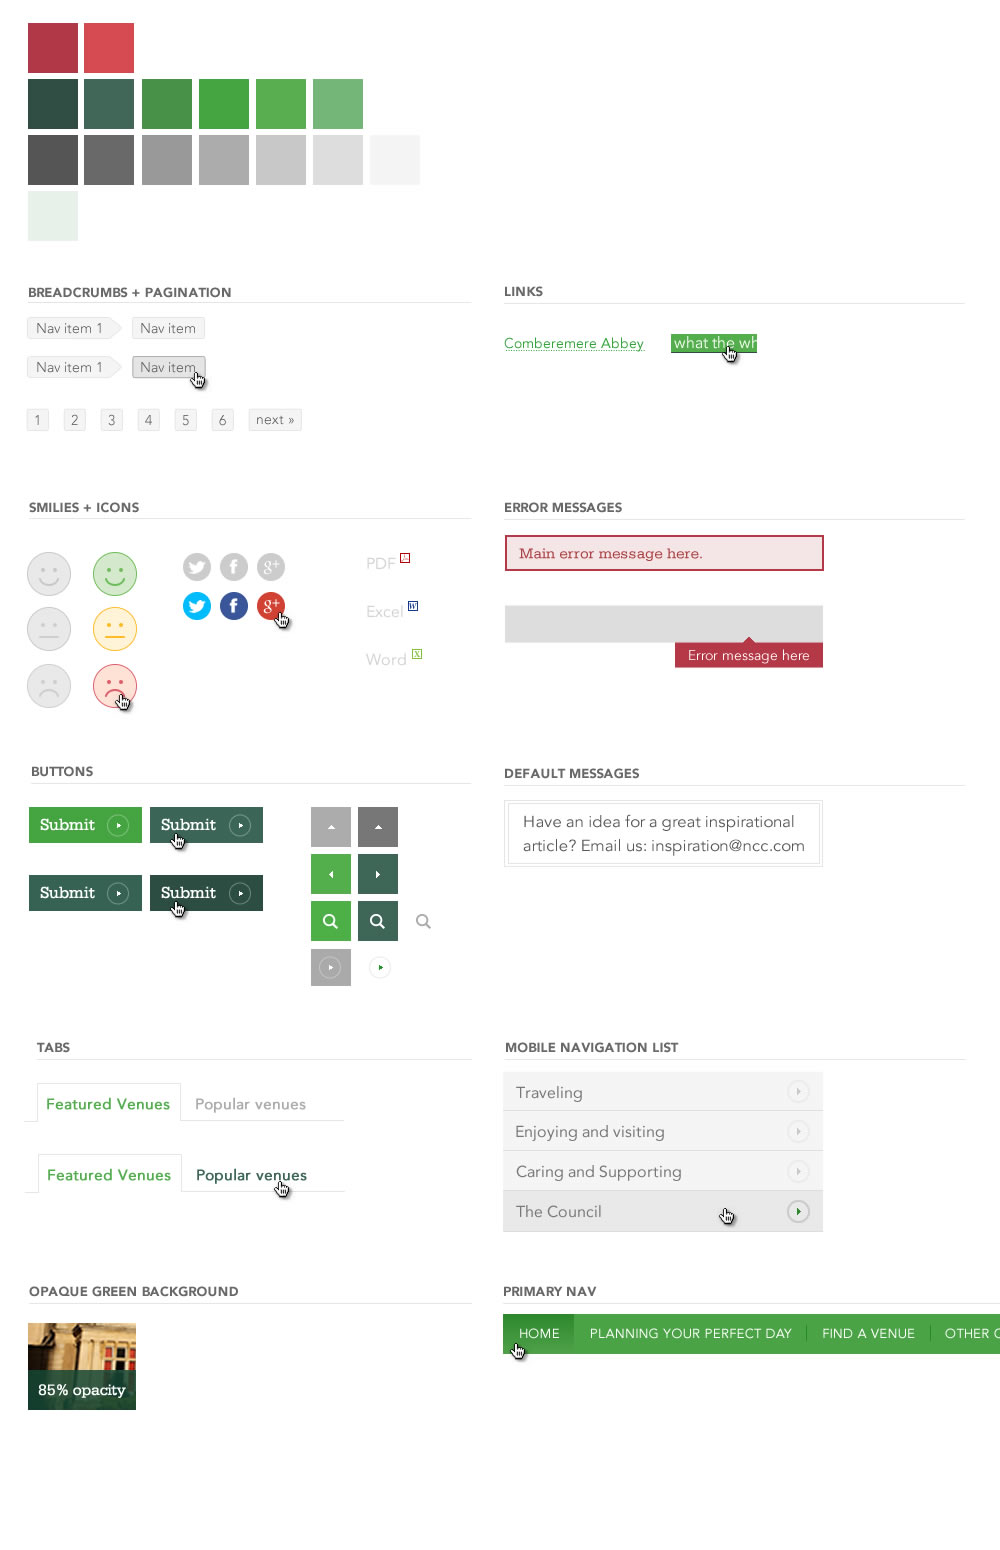 BREADCRUMBS + PAGINATION
Nav item 1 Nav item
Nav item 1 Nav item
1 2 3 4 5 6 next »
LINKS
Comberemere Abbey what the wh
SMILIES + ICONS
f g+
f g+
PDF
Excel W
Word X
ERROR MESSAGES
Main error message here.
Error message here
BUTTONS
Submit Submit
Submit Submit
DEFAULT MESSAGES
Have an idea for a great inspirational
article? Email us: inspiration@ncc.com
TABS
Featured Venues Popular venues
Featured Venues Popular venues
MOBILE NAVIGATION LIST
Traveling
Enjoying and visiting
Caring and Supporting
The Council
OPAQUE GREEN BACKGROUND
85% opacity
PRIMARY NAV
HOME PLANNING YOUR PERFECT DAY FIND A VENUE OTHER